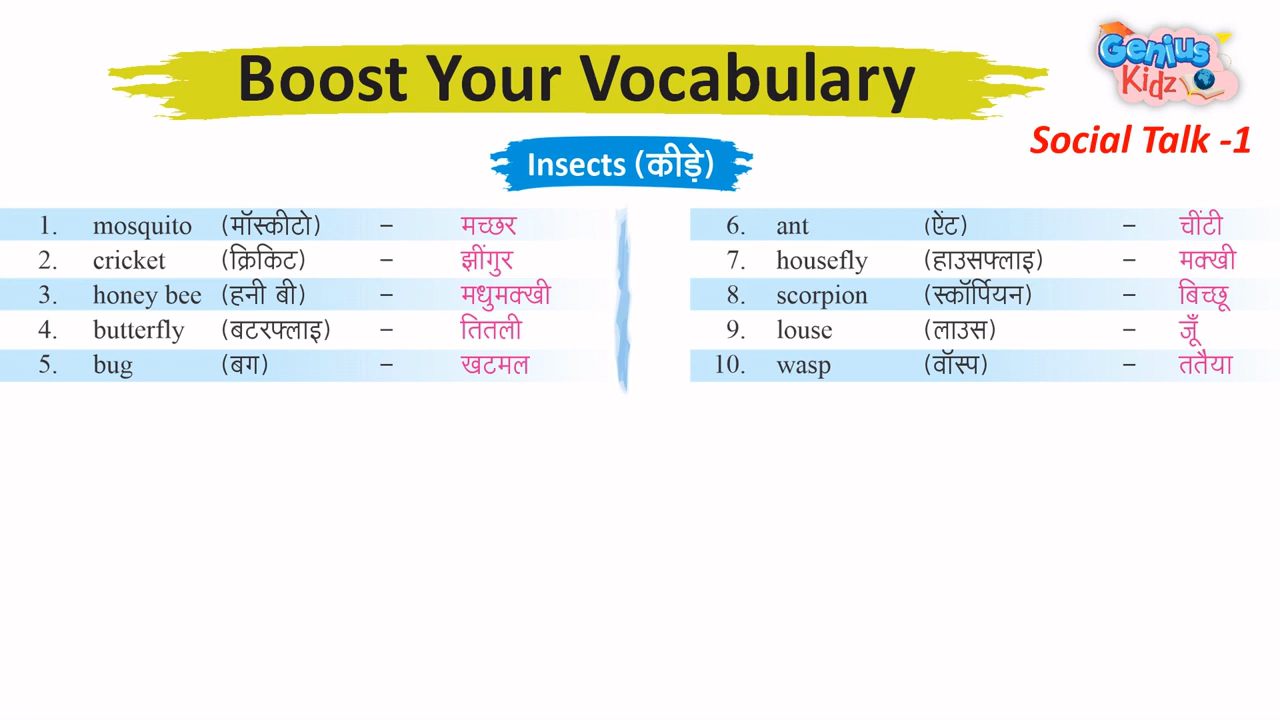 Boost Your Vocabulary
Genius
Kidz
Social Talk -1
Insects (कीड़े)
1. mosquito (मॉस्कीटो) – मच्छर
2. cricket (क्रिकिट) – झींगुर
3. honey bee (हनी बी) – मधुमक्खी
4. butterfly (बटरफ्लाइ) – तितली
5. bug (बग) – खटमल
6. ant (ऐंट) – चींटी
7. housefly (हाउसफ्लाइ) – मक्खी
8. scorpion (स्कॉर्पियन) – बिच्छू
9. louse (लाउस) – जूँ
10. wasp (वॉस्प) – ततैया